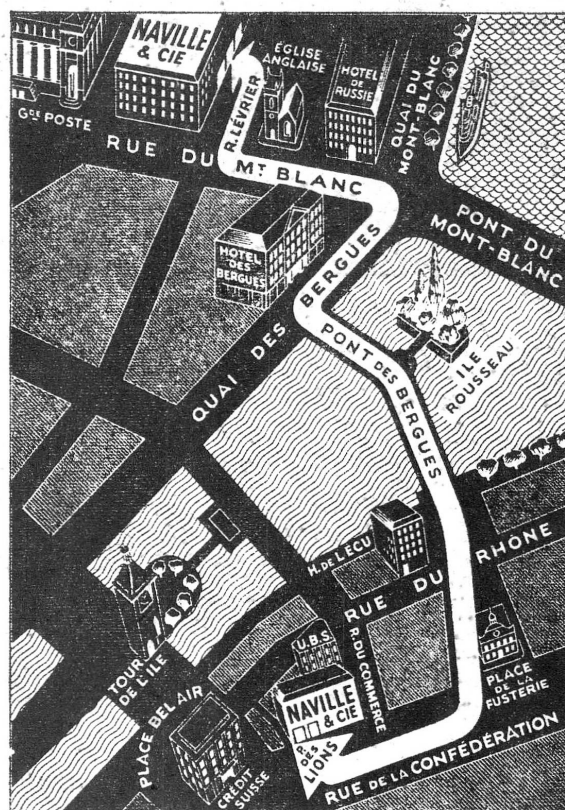 NAVILLE
& CIE
ÉGLISE
ANGLAISE
HOTEL
DE
RUSSIE
QUAI DU
MONT-BLANC
GDE POSTE
R. LÉVRIER
RUE DU MT BLANC
PONT DU
MONT-BLANC
HOTEL
DES
BERGUES
QUAI DES BERGUES
PONT DES BERGUES
ILE
ROUSSEAU
H. DE L'ÉCU
RUE DU RHÔNE
TOUR
DE L'ILE
PLACE BEL AIR
U.B.S.
R. DU COMMERCE
NAVILLE
& CIE
R. DES
LIONS
PLACE
DE LA
FUSTERIE
CRÉDIT
SUISSE
RUE DE LA CONFÉDÉRATION